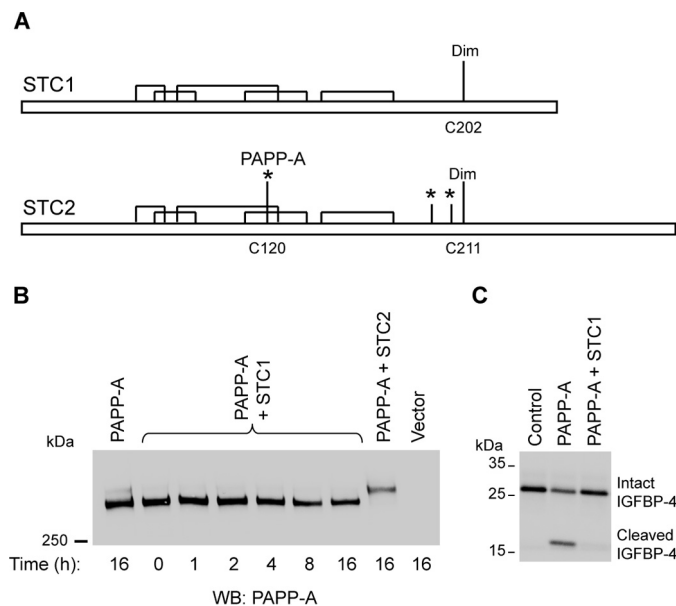 A
STC1
Dim
C202
PAPP-A
*
STC2
* *
Dim
C120
C211
B
PAPP-A
PAPP-A
+ STC1
PAPP-A + STC2
Vector
kDa
250
Time (h): 16 0 1 2 4 8 16 16 16
WB: PAPP-A
C
Control
PAPP-A
PAPP-A + STC1
kDa
35
25
15
Intact
IGFBP-4
Cleaved
IGFBP-4